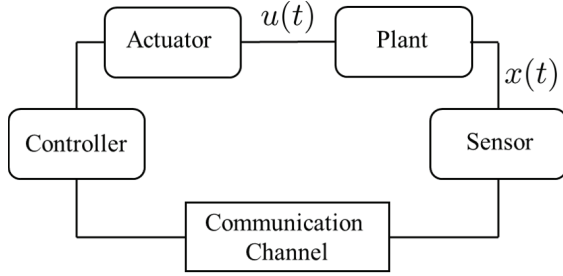 Actuator
u(t)
Plant
x(t)
Controller
Sensor
Communication
Channel